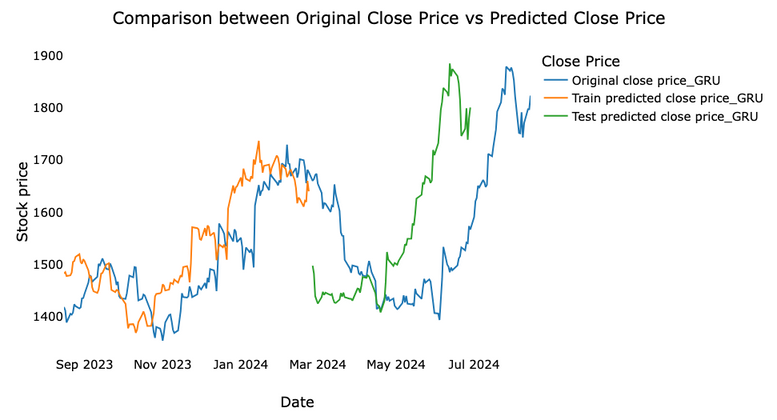 Comparison between Original Close Price vs Predicted Close Price
Close Price
Original close price_GRU
Train predicted close price_GRU
Test predicted close price_GRU
Stock price
1900
1800
1700
1600
1500
1400
Sep 2023 Nov 2023 Jan 2024 Mar 2024 May 2024 Jul 2024
Date